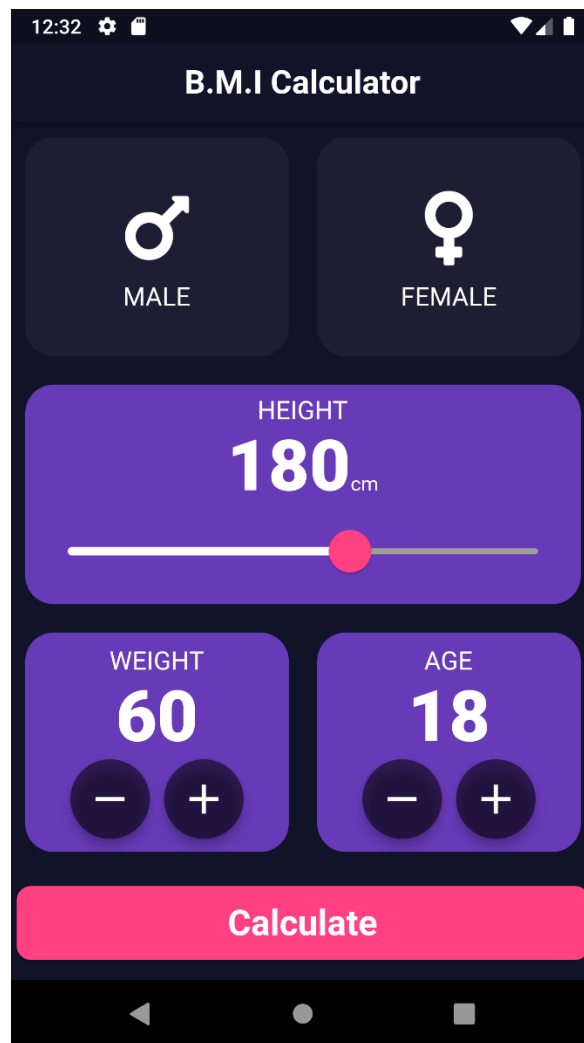 12:32
B.M.I Calculator
MALE
FEMALE
HEIGHT
180cm
WEIGHT
AGE
60
18
Calculate